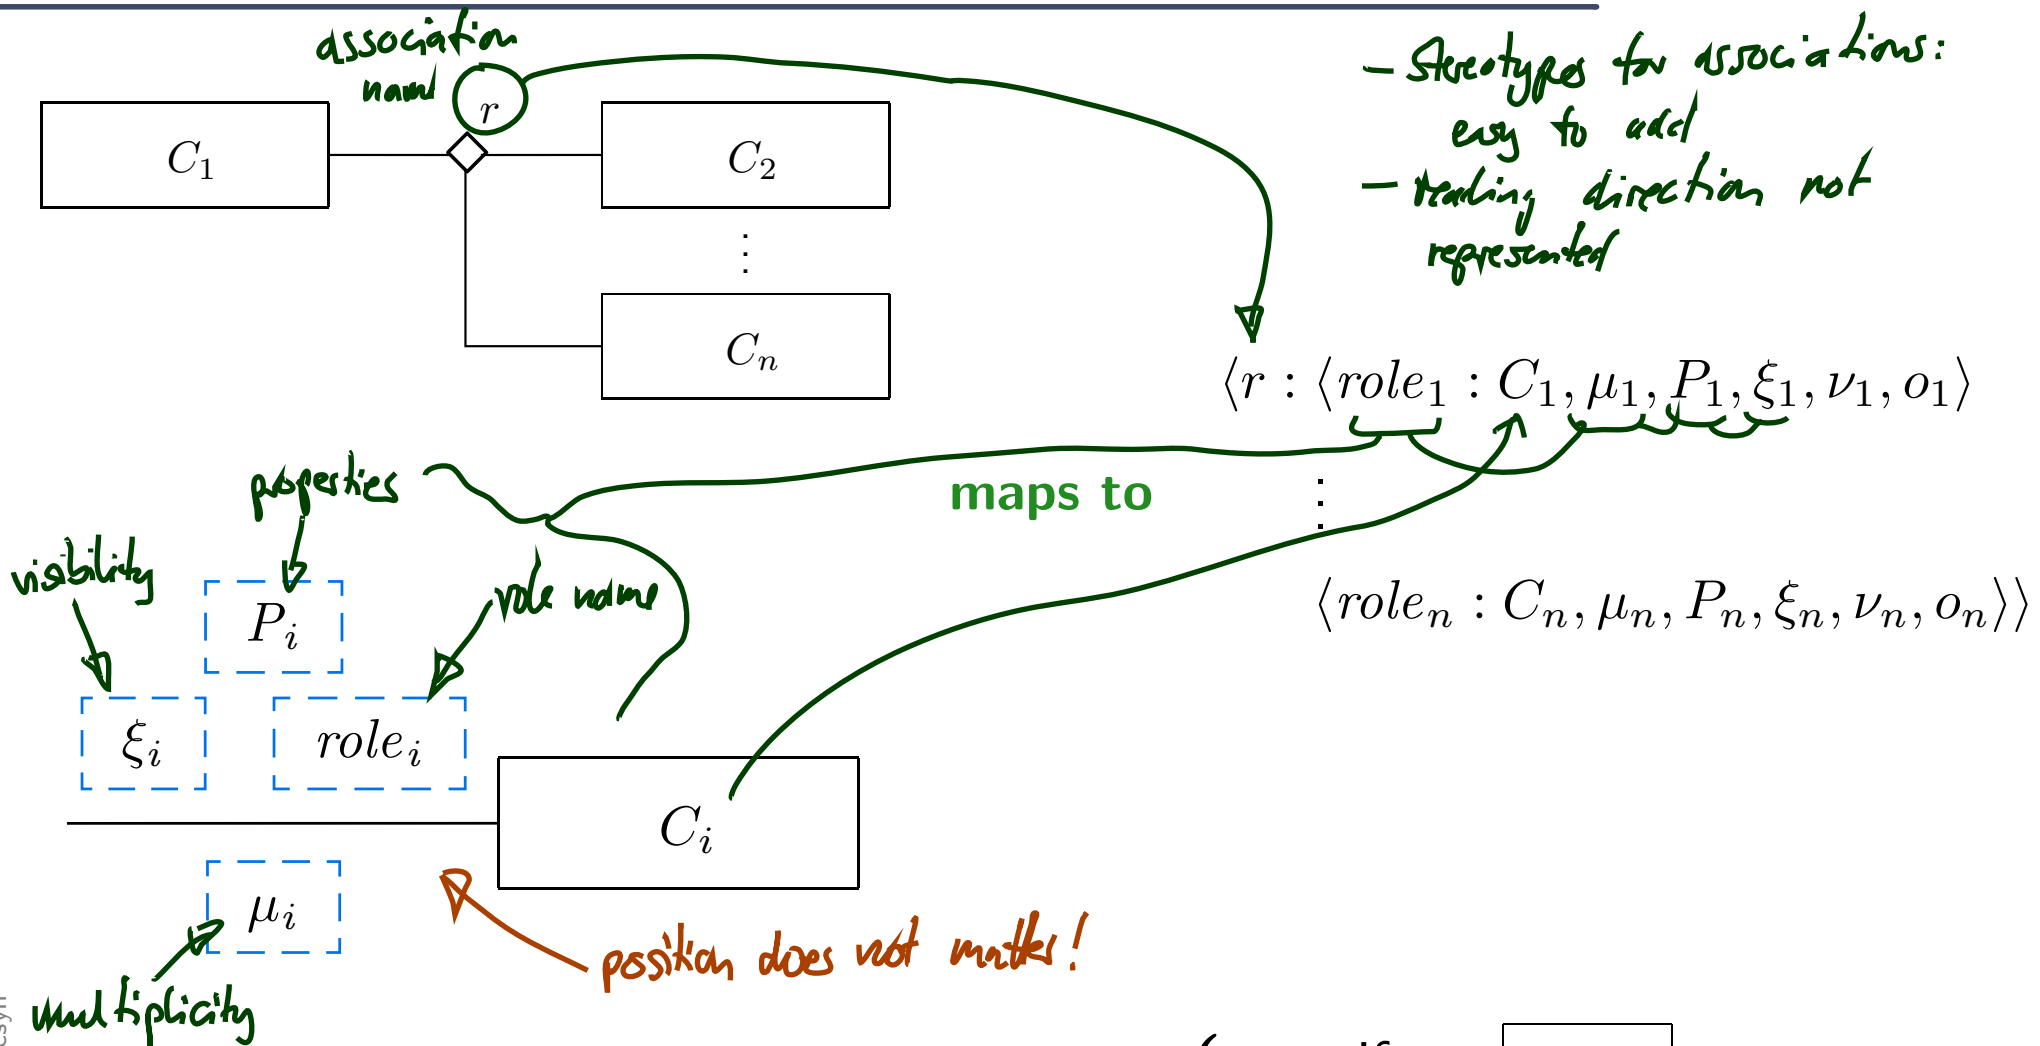 association
name
r
C₁
C₂
⋮
Cₙ
– Stereotypes for associations:
easy to add
– reading direction not
represented
⟨r : ⟨role₁ : C₁, μ₁, P₁, ξ₁, ν₁, o₁⟩
maps to
⋮
⟨roleₙ : Cₙ, μₙ, Pₙ, ξₙ, νₙ, oₙ⟩⟩
properties
visibility
role name
Pᵢ
ξᵢ
roleᵢ
Cᵢ
μᵢ
position does not matter!
multiplicity